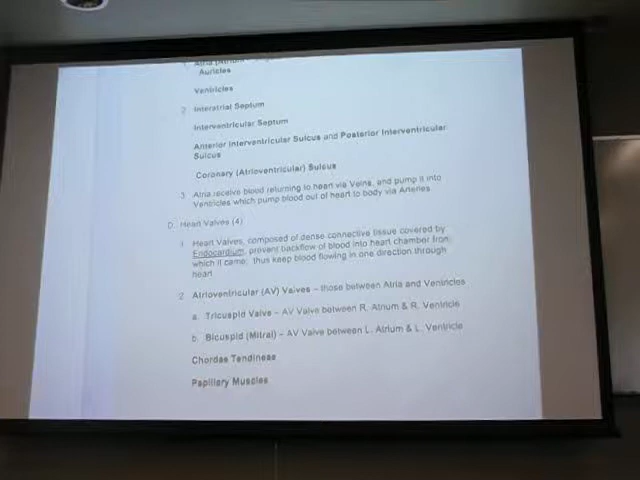 Auricles
Ventricles
2. Interatrial Septum
Interventricular Septum
Anterior Interventricular Sulcus and Posterior Interventricular
Sulcus
Coronary (Atrioventricular) Sulcus
3. Atria receive blood returning to heart via Veins, and pump it into
Ventricles which pump blood out of heart to body via Arteries
D. Heart Valves (4)
1. Heart Valves, composed of dense connective tissue covered by
Endocardium, prevent backflow of blood into heart chamber from
which it came; thus keep blood flowing in one direction through
heart
2. Atrioventricular (AV) Valves – those between Atria and Ventricles
a. Tricuspid Valve – AV Valve between R. Atrium & R. Ventricle
b. Bicuspid (Mitral) – AV Valve between L. Atrium & L. Ventricle
Chordae Tendineae
Papillary Muscles